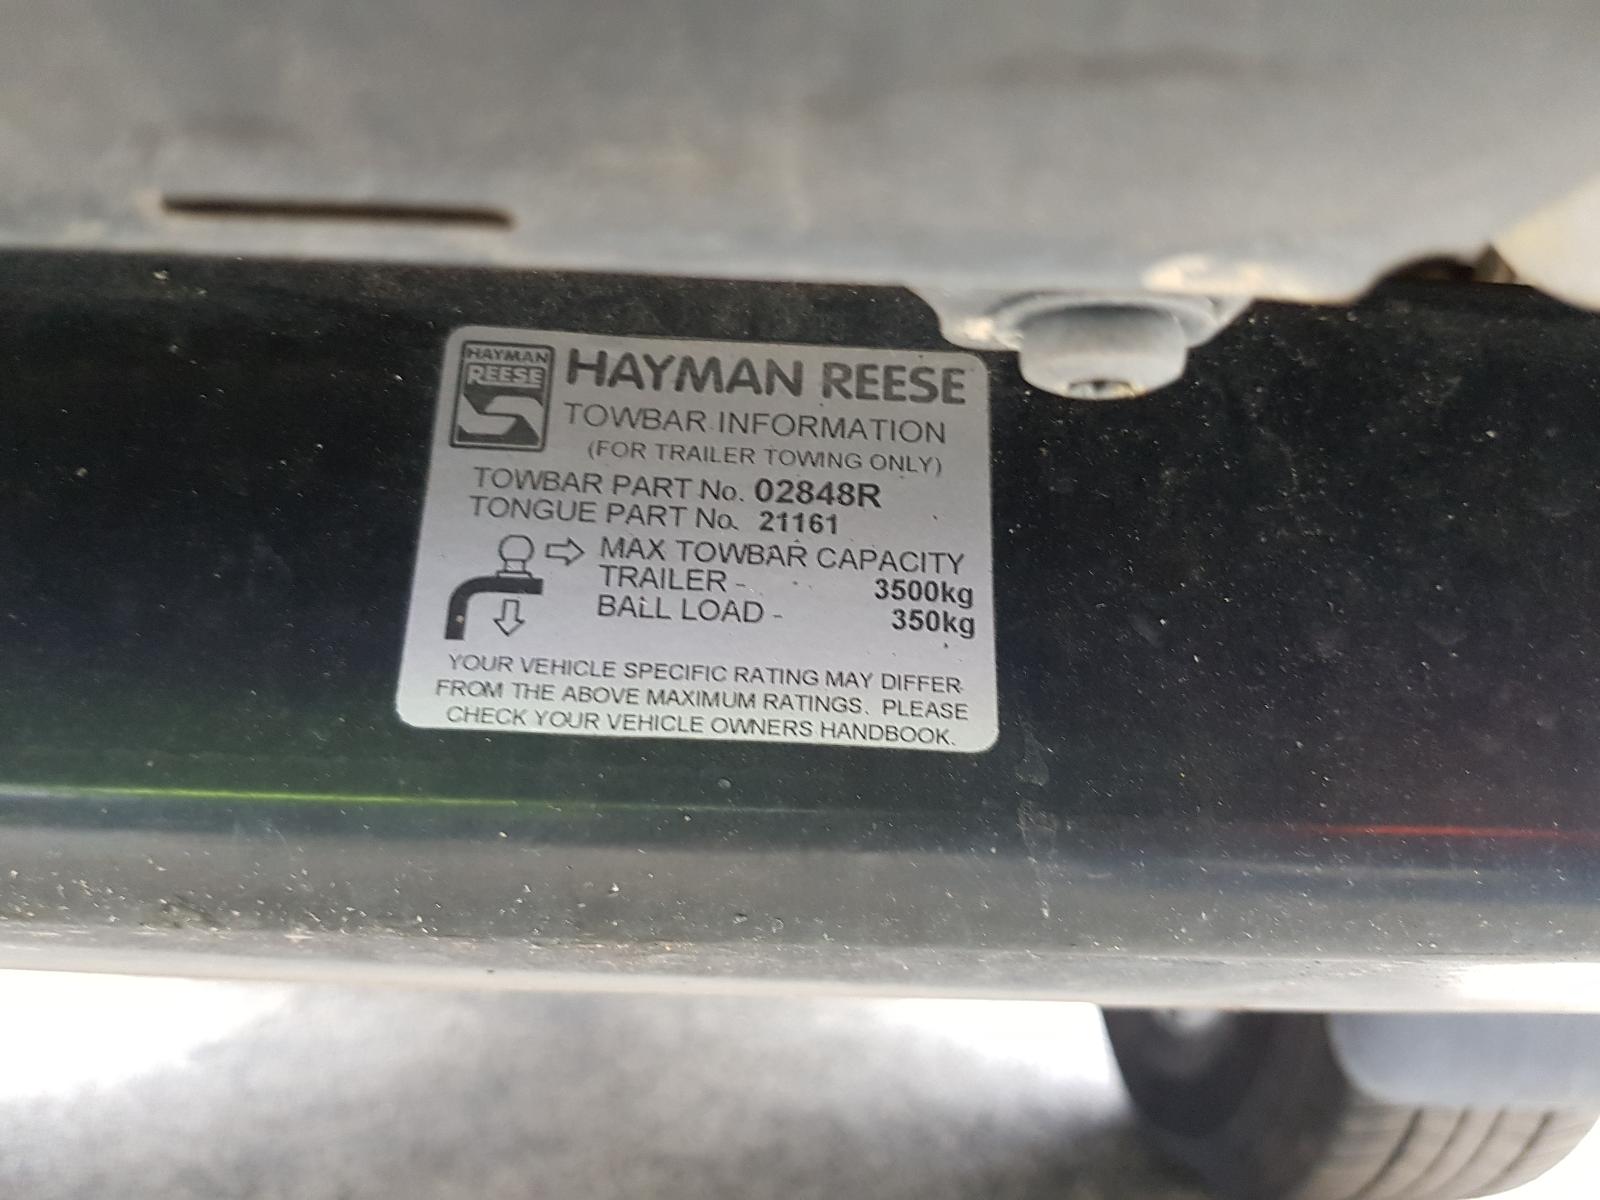 HAYMAN
REESE
HAYMAN REESE
TOWBAR INFORMATION
(FOR TRAILER TOWING ONLY)
TOWBAR PART No. 02848R
TONGUE PART No. 21161
MAX TOWBAR CAPACITY
TRAILER - 3500kg
BALL LOAD - 350kg
YOUR VEHICLE SPECIFIC RATING MAY DIFFER
FROM THE ABOVE MAXIMUM RATINGS. PLEASE
CHECK YOUR VEHICLE OWNERS HANDBOOK.